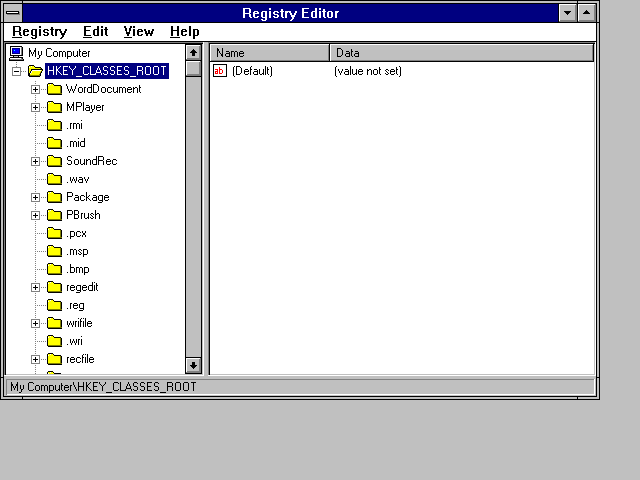 Registry Editor
Registry Edit View Help
My Computer
HKEY_CLASSES_ROOT
WordDocument
MPlayer
.rmi
.mid
SoundRec
.wav
Package
PBrush
.pcx
.msp
.bmp
regedit
.reg
wrifile
.wri
recfile
Name Data
ab (Default) (value not set)
My Computer\HKEY_CLASSES_ROOT